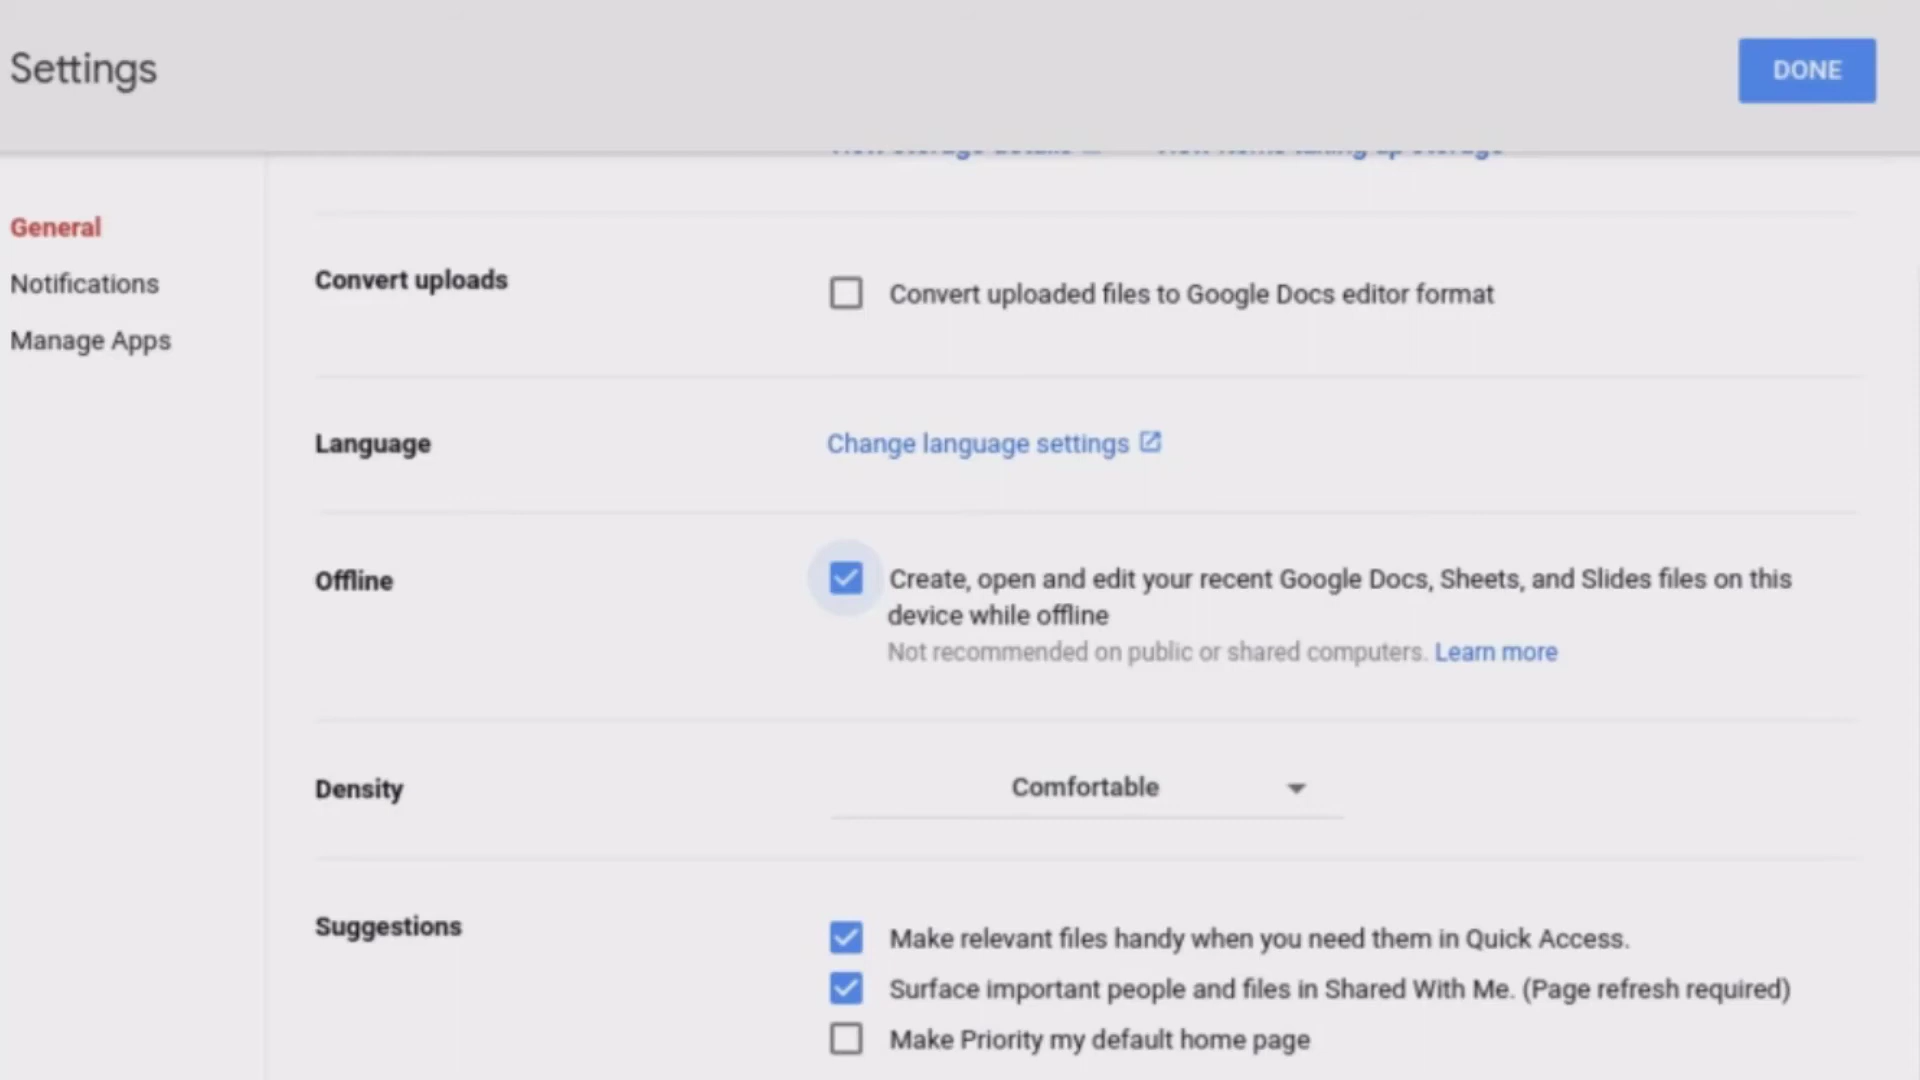 Settings
DONE
General
Notifications
Manage Apps
Convert uploads
Convert uploaded files to Google Docs editor format
Language
Change language settings
Offline
Create, open and edit your recent Google Docs, Sheets, and Slides files on this
device while offline
Not recommended on public or shared computers. Learn more
Density
Comfortable
Suggestions
Make relevant files handy when you need them in Quick Access.
Surface important people and files in Shared With Me. (Page refresh required)
Make Priority my default home page